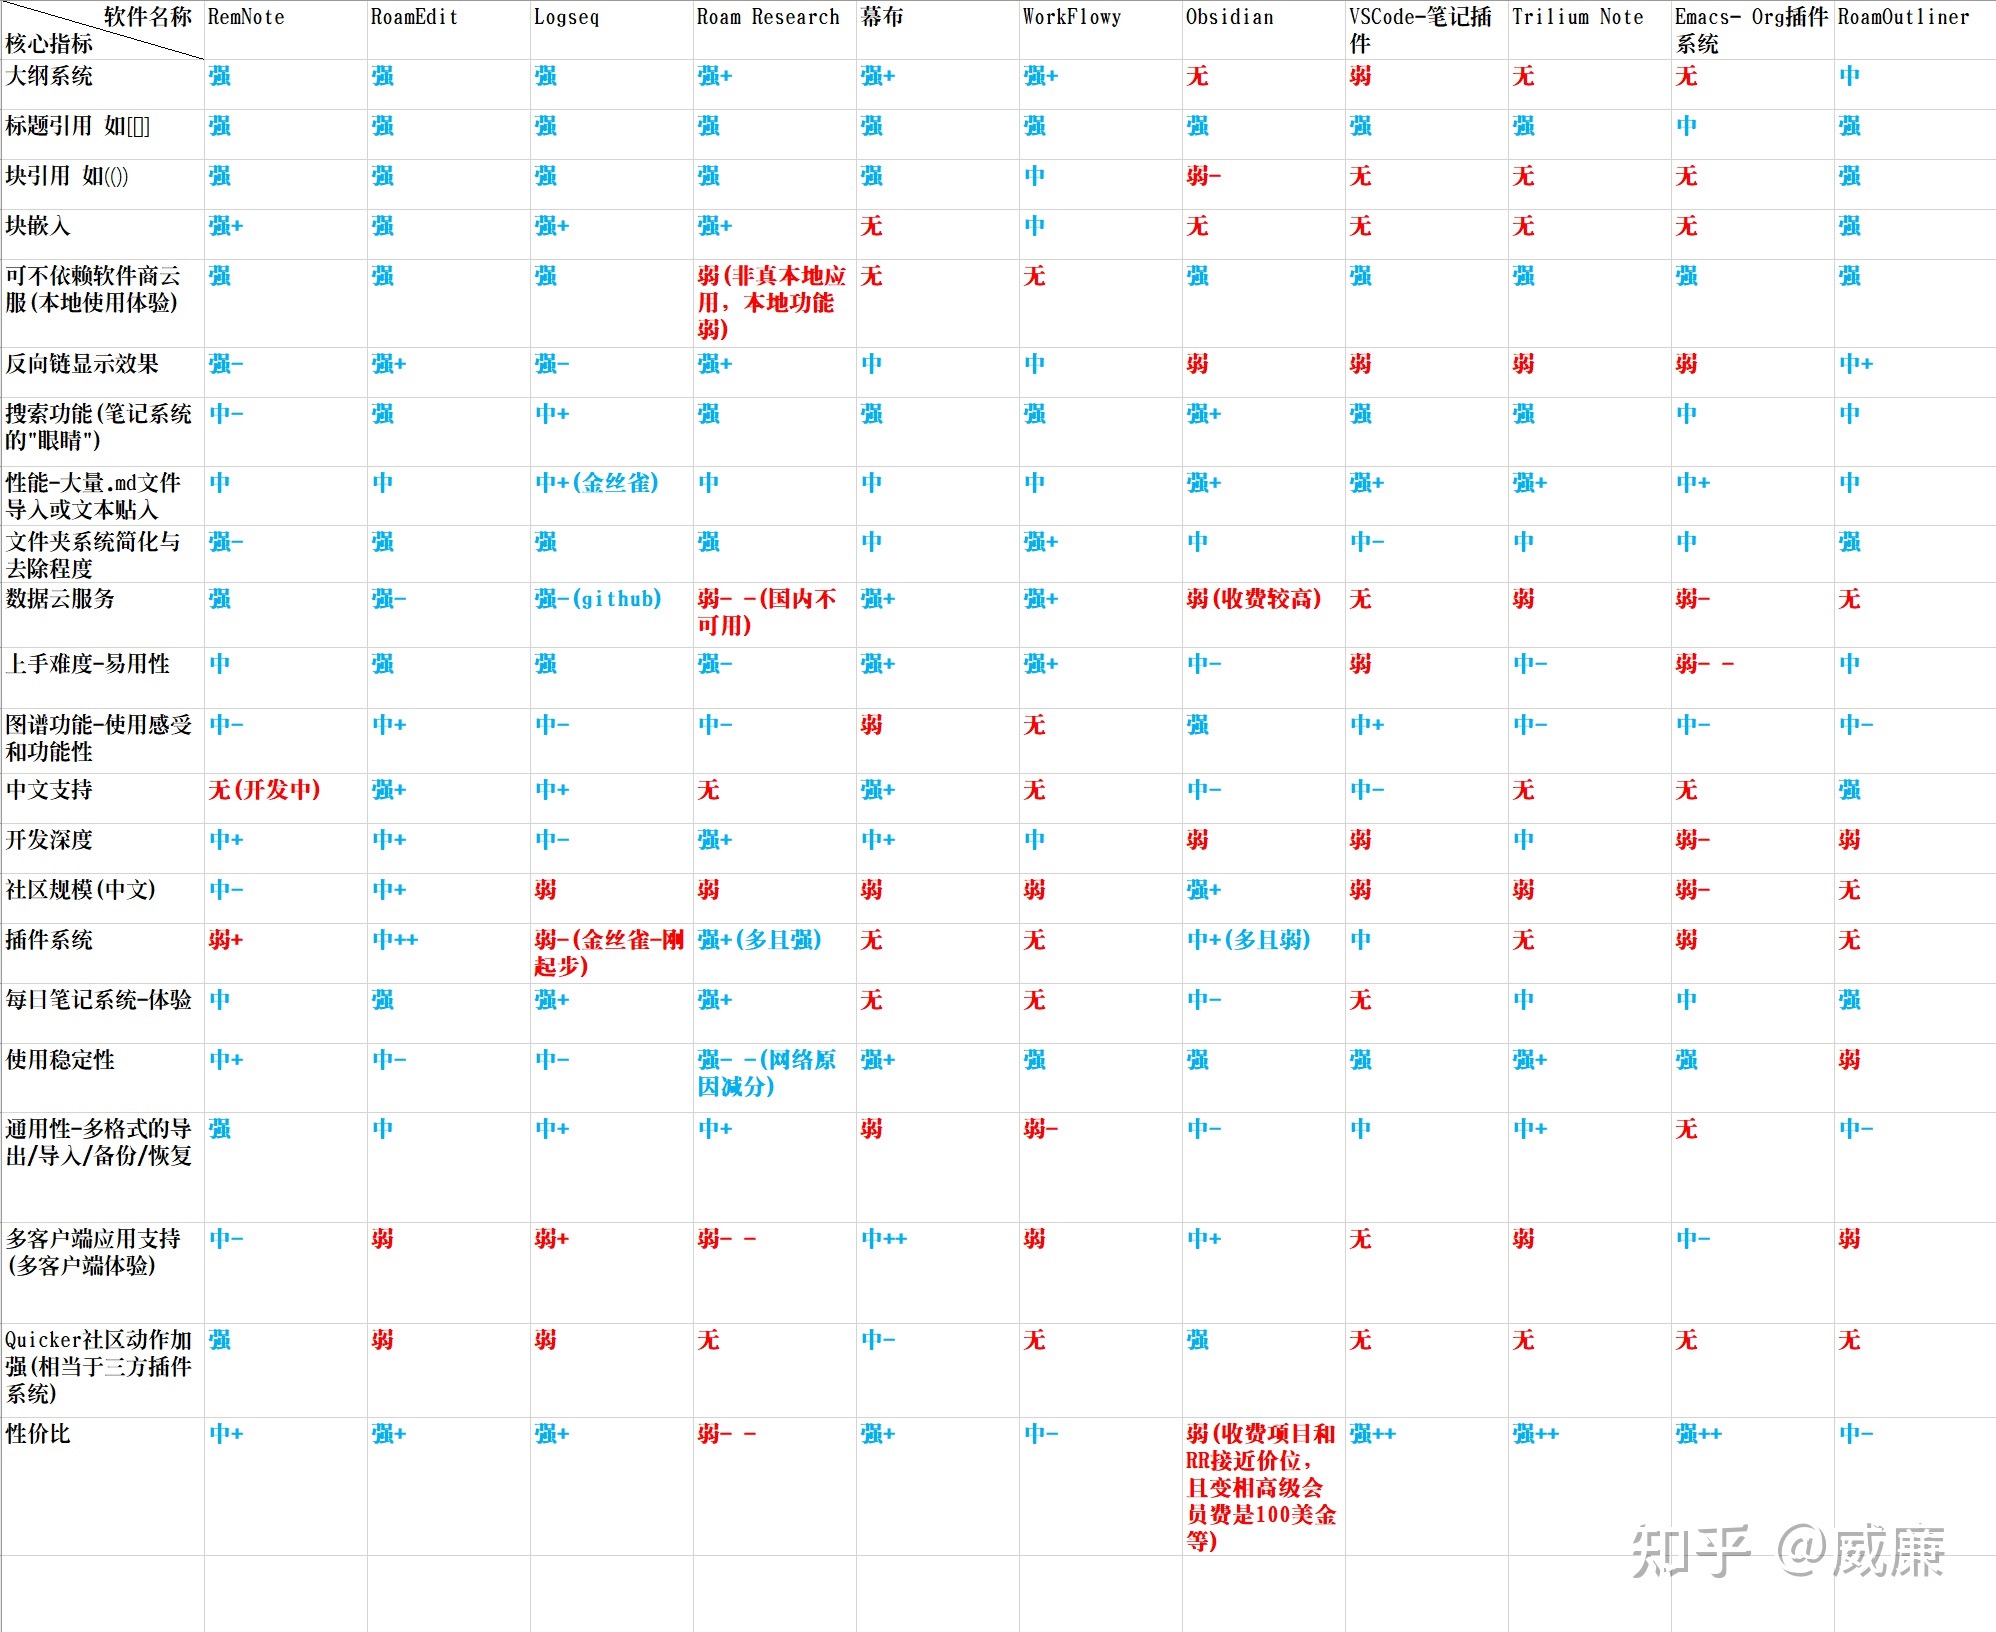 软件名称 RemNote RoamEdit Logseq Roam Research 幕布 WorkFlowy Obsidian VSCode-笔记插件 Trilium Note Emacs- Org插件系统 RoamOutliner
核心指标
大纲系统 强 强 强 强+ 强+ 强+ 无 弱 无 无 中
标题引用 如[[]] 强 强 强 强 强 强 强 强 强 中 强
块引用 如(()) 强 强 强 强 强 中 弱- 无 无 无 强
块嵌入 强+ 强 强+ 强+ 无 中 无 无 无 无 强
可不依赖软件商云服(本地使用体验) 强 强 强 弱(非真本地应用，本地功能弱) 无 无 强 强 强 强 强
反向链显示效果 强- 强+ 强- 强+ 中 中 弱 弱 弱 弱 中+
搜索功能(笔记系统的"眼睛") 中- 强 中+ 强 强 强 强+ 强 强 中 中
性能-大量.md文件导入或文本贴入 中 中 中+(金丝雀) 中 中 中 强+ 强+ 强+ 中+ 中
文件夹系统简化与去除程度 强- 强 强 强 中 强+ 中 中- 中 中 强
数据云服务 强 强- 强-(github) 弱- -(国内不可用) 强+ 强+ 弱(收费较高) 无 弱 弱- 无
上手难度-易用性 中 强 强 强- 强+ 强+ 中- 弱 中- 弱- - 中
图谱功能-使用感受和功能性 中- 中+ 中- 中- 弱 无 强 中+ 中- 中- 中-
中文支持 无(开发中) 强+ 中+ 无 强+ 无 中- 中- 无 无 强
开发深度 中+ 中+ 中- 强+ 中+ 中 弱 弱 中 弱- 弱
社区规模(中文) 中- 中+ 弱 弱 弱 弱 强+ 弱 弱 弱- 无
插件系统 弱+ 中++ 弱-(金丝雀-刚起步) 强+(多且强) 无 无 中+(多且弱) 中 无 弱 无
每日笔记系统-体验 中 强 强+ 强+ 无 无 中- 无 中 中 强
使用稳定性 中+ 中- 中- 强- -(网络原因减分) 强+ 强 强 强 强+ 强 弱
通用性-多格式的导出/导入/备份/恢复 强 中 中+ 中+ 弱 弱- 中- 中 中+ 无 中-
多客户端应用支持(多客户端体验) 中- 弱 弱+ 弱- - 中++ 弱 中+ 无 弱 中- 弱
Quicker社区动作加强(相当于三方插件系统) 强 弱 弱 无 中- 无 强 无 无 无 无
性价比 中+ 强+ 强+ 弱- - 强+ 中- 弱(收费项目和RR接近价位，且变相高级会员费是100美金等) 强++ 强++ 强++ 中-
知乎 @威廉